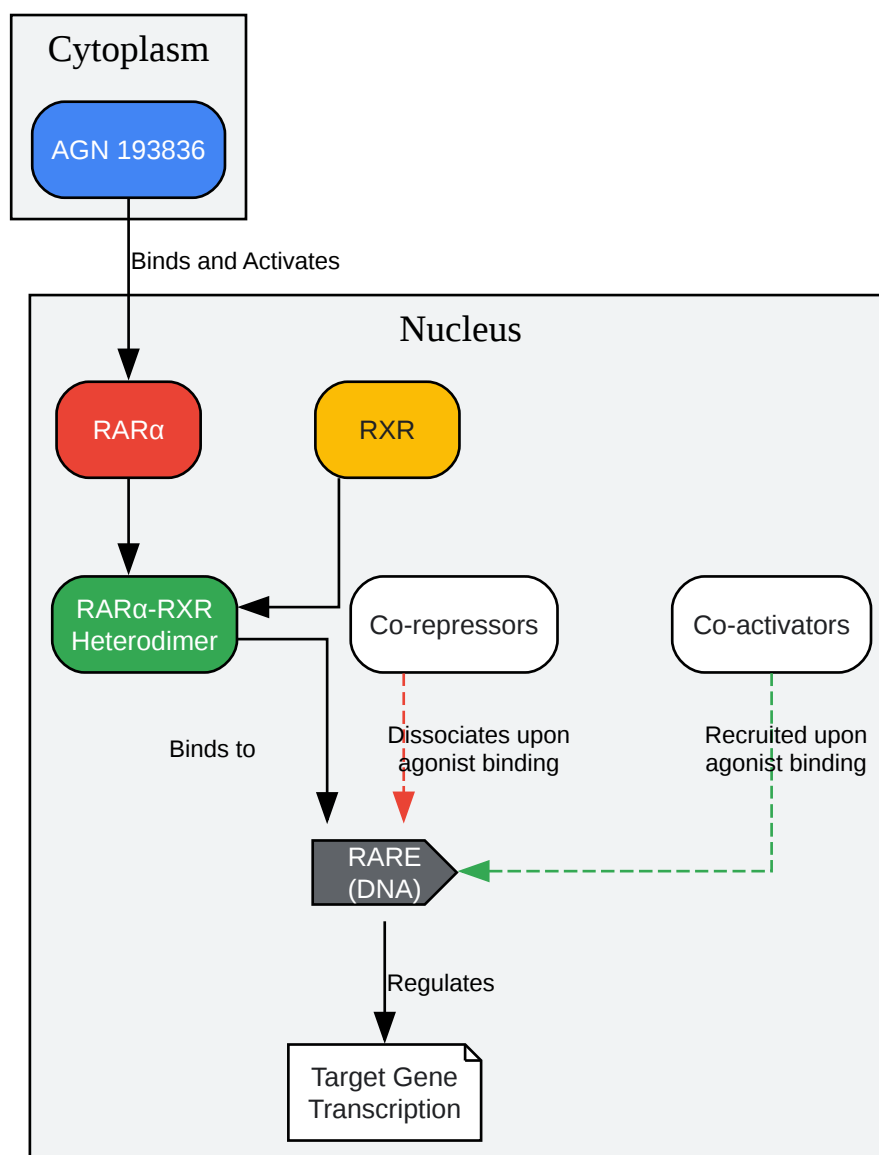 Cytoplasm
AGN 193836
Binds and Activates
Nucleus
RARα
RXR
RARα-RXR
Heterodimer
Co-repressors
Co-activators
Binds to
Dissociates upon
agonist binding
Recruited upon
agonist binding
RARE
(DNA)
Regulates
Target Gene
Transcription